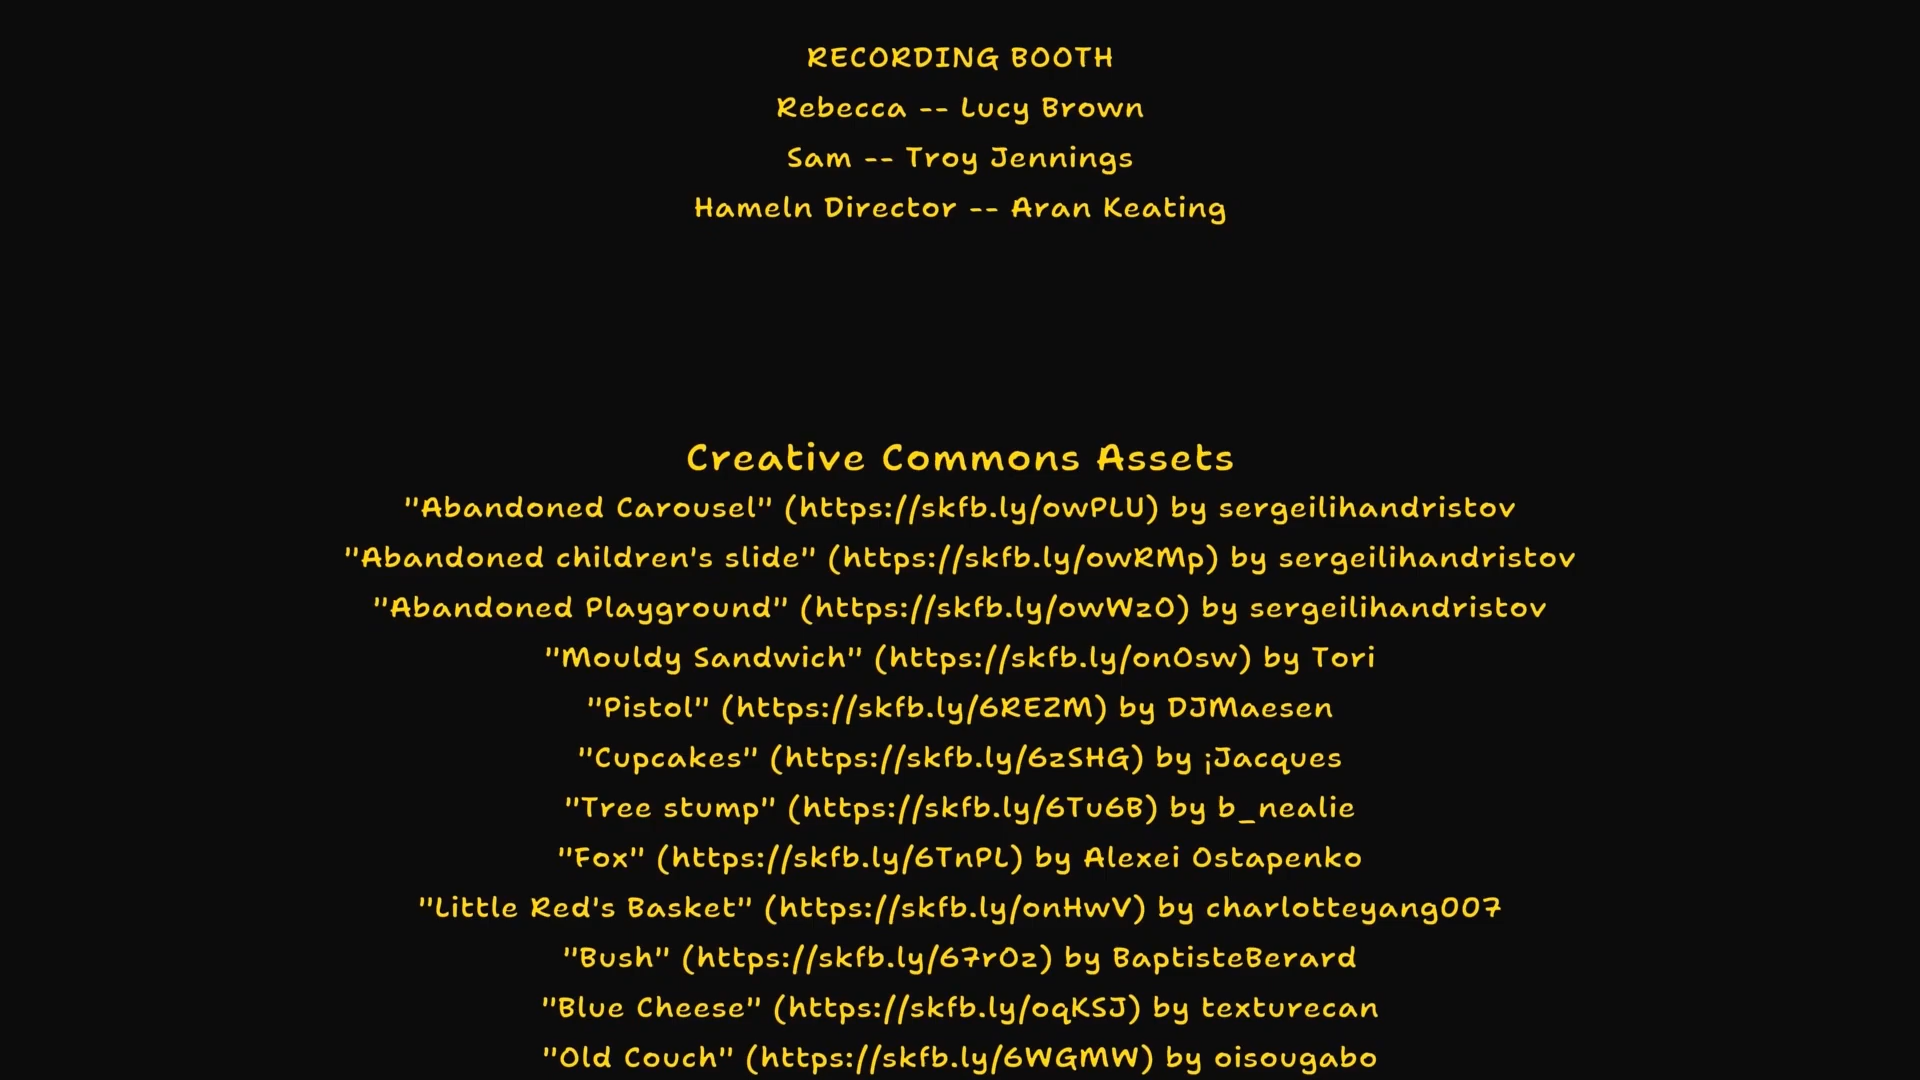 RECORDING BOOTH
Rebecca -- Lucy Brown
Sam -- Troy Jennings
Hameln Director -- Aran Keating
Creative Commons Assets
"Abandoned Carousel" (https://skfb.ly/owPLU) by sergeilihandristov
"Abandoned children's slide" (https://skfb.ly/owRMp) by sergeilihandristov
"Abandoned Playground" (https://skfb.ly/owWzO) by sergeilihandristov
"Mouldy Sandwich" (https://skfb.ly/onOsw) by Tori
"Pistol" (https://skfb.ly/6REZM) by DJMaesen
"Cupcakes" (https://skfb.ly/6zSHG) by ¡Jacques
"Tree stump" (https://skfb.ly/6Tu6B) by b_nealie
"Fox" (https://skfb.ly/6TnPL) by Alexei Ostapenko
"Little Red's Basket" (https://skfb.ly/onHwV) by charlotteyang007
"Bush" (https://skfb.ly/67rOz) by BaptisteBerard
"Blue Cheese" (https://skfb.ly/oqKSJ) by texturecan
"Old Couch" (https://skfb.ly/6WGMW) by oisougabo